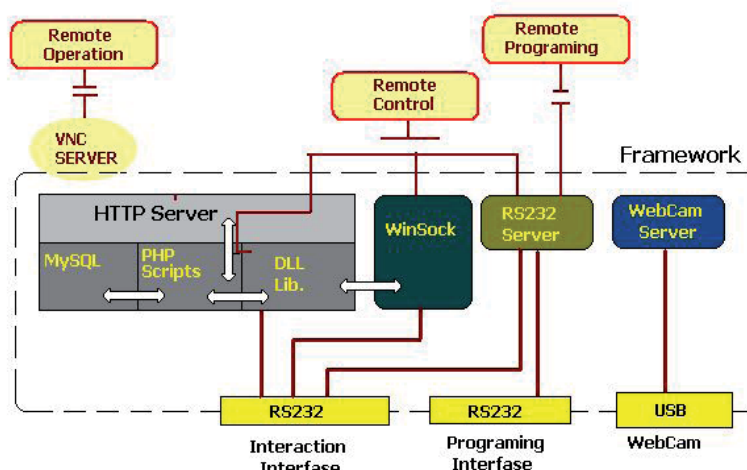 Remote
Operation
Remote
Programing
Remote
Control
VNC
SERVER
Framework
HTTP Server
MySQL
PHP
Scripts
DLL
Lib.
WinSock
RS232
Server
WebCam
Server
RS232
RS232
USB
Interaction
Interfase
Programing
Interfase
WebCam